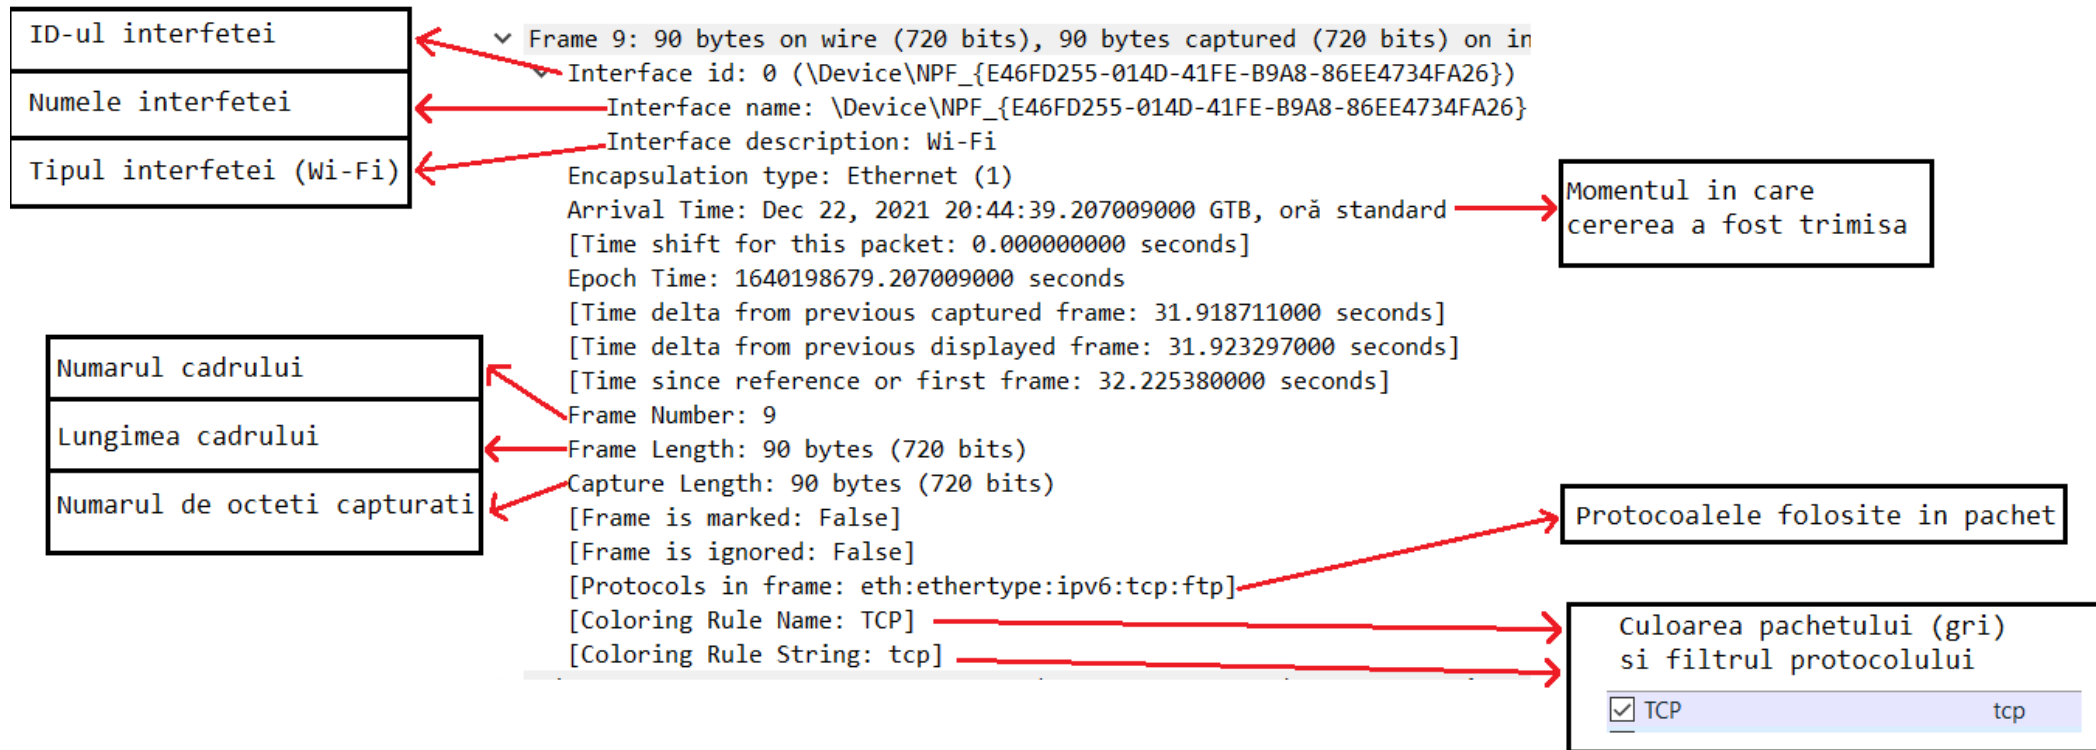 ID-ul interfetei
Numele interfetei
Tipul interfetei (Wi-Fi)
Frame 9: 90 bytes on wire (720 bits), 90 bytes captured (720 bits) on in
Interface id: 0 (\Device\NPF_{E46FD255-014D-41FE-B9A8-86EE4734FA26})
Interface name: \Device\NPF_{E46FD255-014D-41FE-B9A8-86EE4734FA26}
Interface description: Wi-Fi
Encapsulation type: Ethernet (1)
Arrival Time: Dec 22, 2021 20:44:39.207009000 GTB, oră standard
[Time shift for this packet: 0.000000000 seconds]
Epoch Time: 1640198679.207009000 seconds
[Time delta from previous captured frame: 31.918711000 seconds]
[Time delta from previous displayed frame: 31.923297000 seconds]
[Time since reference or first frame: 32.225380000 seconds]
Frame Number: 9
Frame Length: 90 bytes (720 bits)
Capture Length: 90 bytes (720 bits)
[Frame is marked: False]
[Frame is ignored: False]
[Protocols in frame: eth:ethertype:ipv6:tcp:ftp]
[Coloring Rule Name: TCP]
[Coloring Rule String: tcp]
Numarul cadrului
Lungimea cadrului
Numarul de octeti capturati
Momentul in care
cererea a fost trimisa
Protocoalele folosite in pachet
Culoarea pachetului (gri)
si filtrul protocolului
TCP tcp